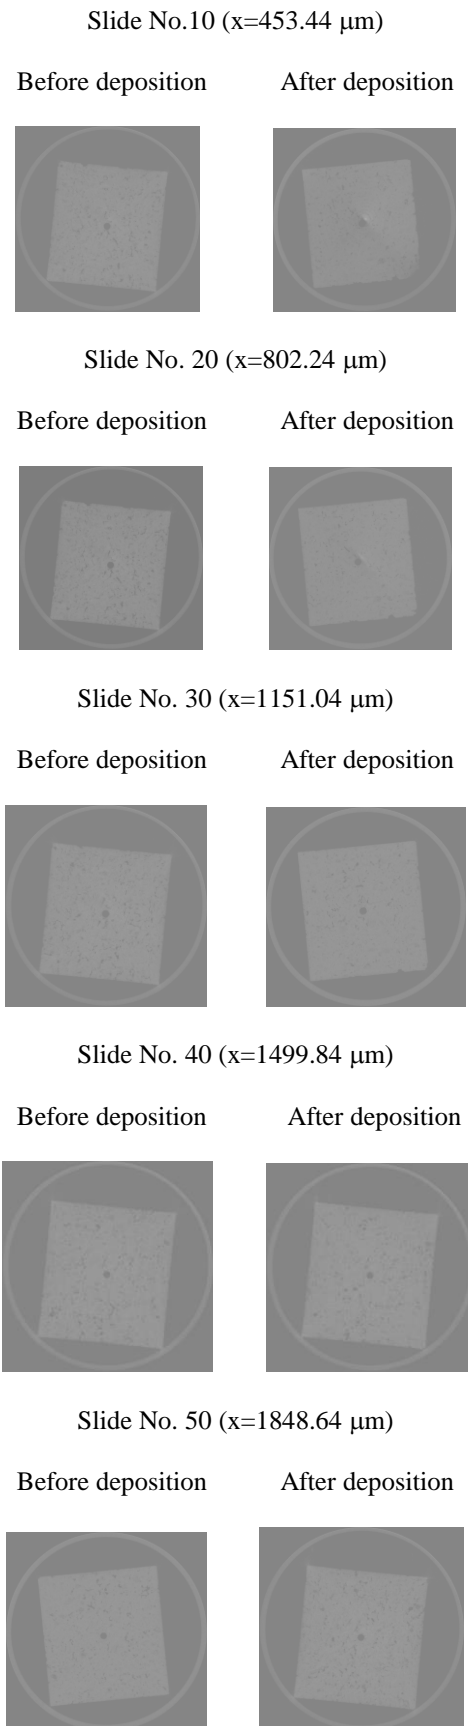 Slide No.10 (x=453.44 μm)
Before deposition After deposition
Slide No. 20 (x=802.24 μm)
Before deposition After deposition
Slide No. 30 (x=1151.04 μm)
Before deposition After deposition
Slide No. 40 (x=1499.84 μm)
Before deposition After deposition
Slide No. 50 (x=1848.64 μm)
Before deposition After deposition